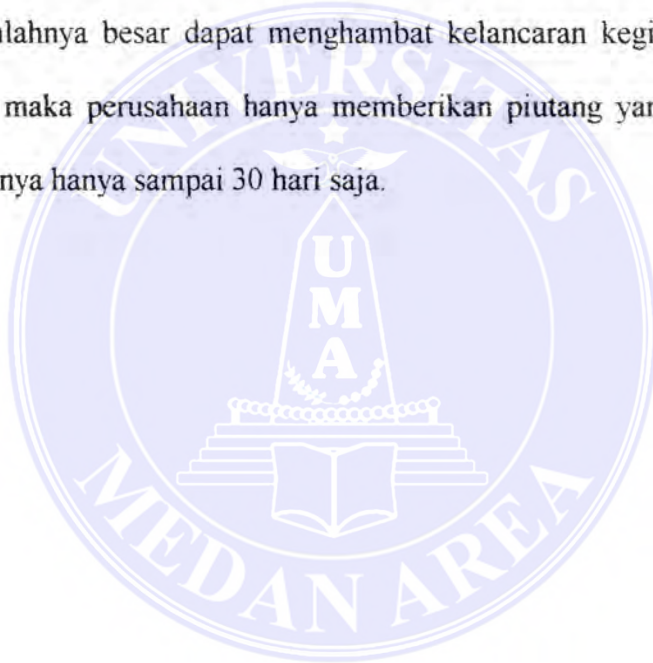 lahnya besar dapat menghambat kelancaran kegi
maka perusahaan hanya memberikan piutang yan
nya hanya sampai 30 hari saja.
UNIVERSITAS
UMA
MEDAN AREA